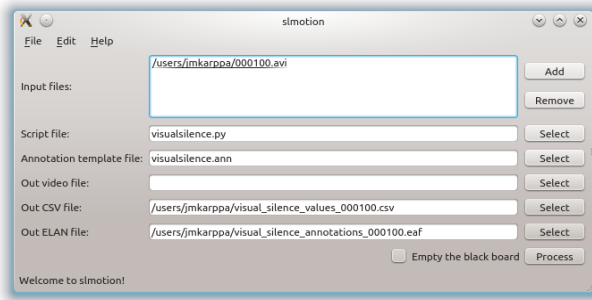 slmotion
File Edit Help
Input files: /users/jmkarppa/000100.avi Add
Remove
Script file: visualsilence.py Select
Annotation template file: visualsilence.ann Select
Out video file: Select
Out CSV file: /users/jmkarppa/visual_silence_values_000100.csv Select
Out ELAN file: /users/jmkarppa/visual_silence_annotations_000100.eaf Select
Empty the black board Process
Welcome to slmotion!